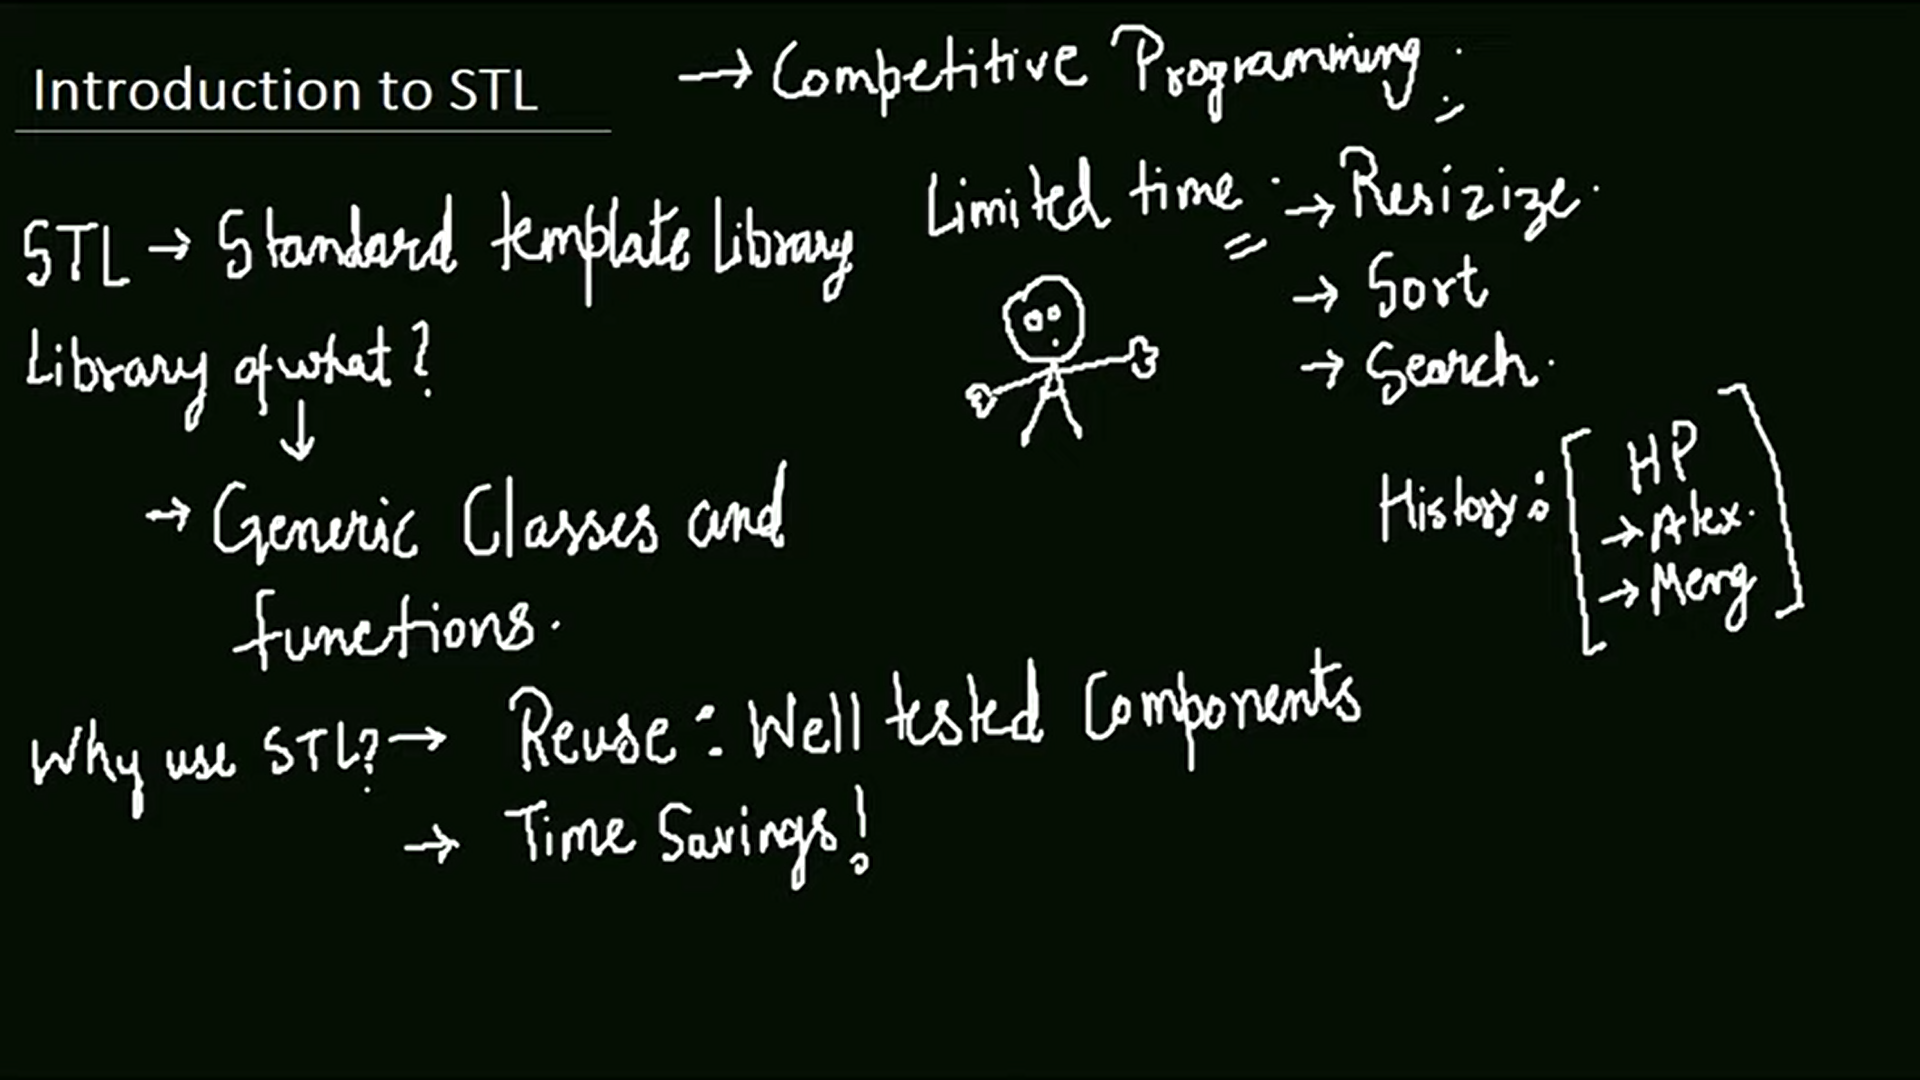 Introduction to STL
→ Competitive Programming :
STL → Standard template Library
Library of what?
↓
→ Generic Classes and
functions.
Limited time. → Resizize.
→ Sort
→ Search.
History: [ HP
→ Alex.
→ Meng ]
Why use STL? → Reuse: Well tested Components
→ Time Savings!